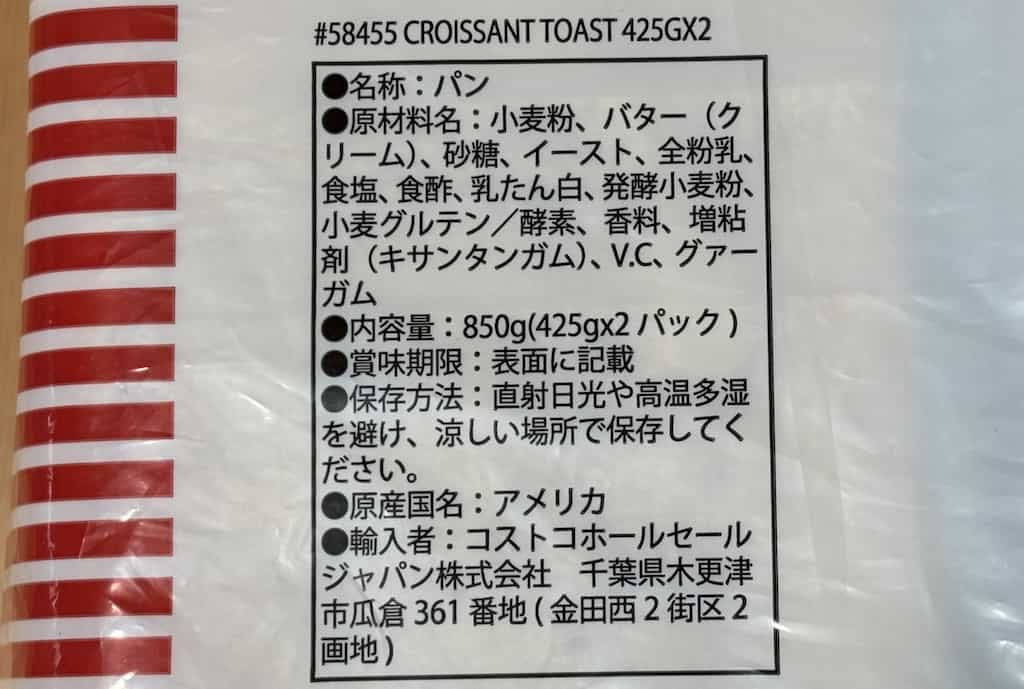 #58455 CROISSANT TOAST 425GX2
●名称：パン
●原材料名：小麦粉、バター（ク
リーム）、砂糖、イースト、全粉乳、
食塩、食酢、乳たん白、発酵小麦粉、
小麦グルテン／酵素、香料、増粘
剤（キサンタンガム）、V.C、グァー
ガム
●内容量：850g(425gx2 パック )
●賞味期限：表面に記載
●保存方法：直射日光や高温多湿
を避け、涼しい場所で保存してく
ださい。
●原産国名：アメリカ
●輸入者：コストコホールセール
ジャパン株式会社　千葉県木更津
市瓜倉 361 番地 ( 金田西 2 街区 2
画地 )